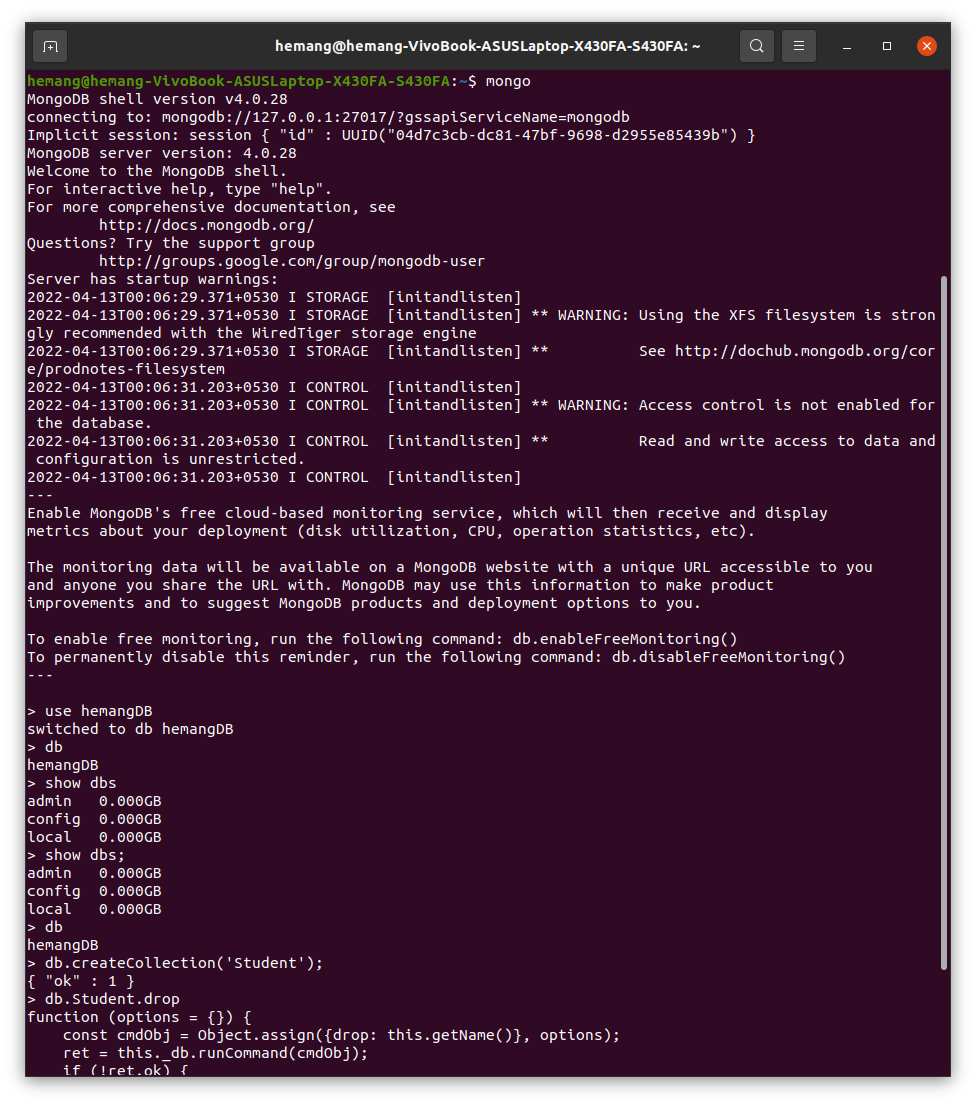 hemang@hemang-VivoBook-ASUSLaptop-X430FA-S430FA: ~
hemang@hemang-VivoBook-ASUSLaptop-X430FA-S430FA:~$ mongo
MongoDB shell version v4.0.28
connecting to: mongodb://127.0.0.1:27017/?gssapiServiceName=mongodb
Implicit session: session { "id" : UUID("04d7c3cb-dc81-47bf-9698-d2955e85439b") }
MongoDB server version: 4.0.28
Welcome to the MongoDB shell.
For interactive help, type "help".
For more comprehensive documentation, see
        http://docs.mongodb.org/
Questions? Try the support group
        http://groups.google.com/group/mongodb-user
Server has startup warnings:
2022-04-13T00:06:29.371+0530 I STORAGE  [initandlisten]
2022-04-13T00:06:29.371+0530 I STORAGE  [initandlisten] ** WARNING: Using the XFS filesystem is stron
gly recommended with the WiredTiger storage engine
2022-04-13T00:06:29.371+0530 I STORAGE  [initandlisten] **          See http://dochub.mongodb.org/cor
e/prodnotes-filesystem
2022-04-13T00:06:31.203+0530 I CONTROL  [initandlisten]
2022-04-13T00:06:31.203+0530 I CONTROL  [initandlisten] ** WARNING: Access control is not enabled for
 the database.
2022-04-13T00:06:31.203+0530 I CONTROL  [initandlisten] **          Read and write access to data and
 configuration is unrestricted.
2022-04-13T00:06:31.203+0530 I CONTROL  [initandlisten]
---
Enable MongoDB's free cloud-based monitoring service, which will then receive and display
metrics about your deployment (disk utilization, CPU, operation statistics, etc).

The monitoring data will be available on a MongoDB website with a unique URL accessible to you
and anyone you share the URL with. MongoDB may use this information to make product
improvements and to suggest MongoDB products and deployment options to you.

To enable free monitoring, run the following command: db.enableFreeMonitoring()
To permanently disable this reminder, run the following command: db.disableFreeMonitoring()
---

> use hemangDB
switched to db hemangDB
> db
hemangDB
> show dbs
admin   0.000GB
config  0.000GB
local   0.000GB
> show dbs;
admin   0.000GB
config  0.000GB
local   0.000GB
> db
hemangDB
> db.createCollection('Student');
{ "ok" : 1 }
> db.Student.drop
function (options = {}) {
    const cmdObj = Object.assign({drop: this.getName()}, options);
    ret = this._db.runCommand(cmdObj);
    if (!ret.ok) {